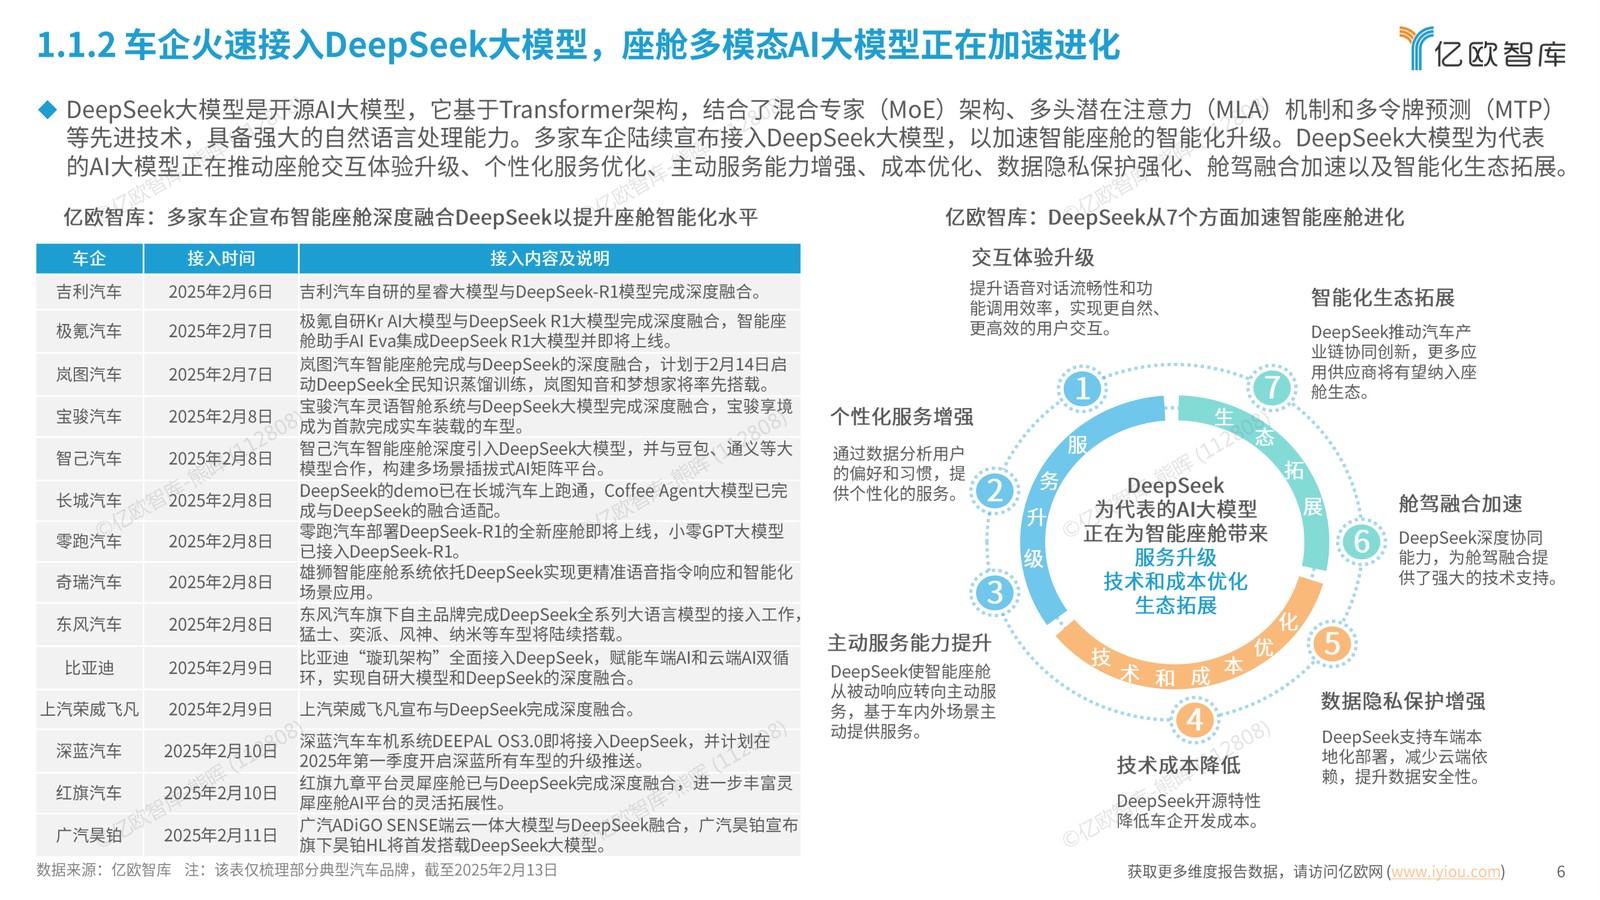 1.1.2 车企火速接入DeepSeek大模型，座舱多模态AI大模型正在加速进化
亿欧智库
◆ DeepSeek大模型是开源AI大模型，它基于Transformer架构，结合了混合专家（MoE）架构、多头潜在注意力（MLA）机制和多令牌预测（MTP）
等先进技术，具备强大的自然语言处理能力。多家车企陆续宣布接入DeepSeek大模型，以加速智能座舱的智能化升级。DeepSeek大模型为代表
的AI大模型正在推动座舱交互体验升级、个性化服务优化、主动服务能力增强、成本优化、数据隐私保护强化、舱驾融合加速以及智能化生态拓展。
亿欧智库：多家车企宣布智能座舱深度融合DeepSeek以提升座舱智能化水平
车企 接入时间 接入内容及说明
吉利汽车 2025年2月6日 吉利汽车自研的星睿大模型与DeepSeek-R1模型完成深度融合。
极氪汽车 2025年2月7日 极氪自研Kr AI大模型与DeepSeek R1大模型完成深度融合，智能座
舱助手AI Eva集成DeepSeek R1大模型并即将上线。
岚图汽车 2025年2月7日 岚图汽车智能座舱完成与DeepSeek的深度融合，计划于2月14日启
动DeepSeek全民知识蒸馏训练，岚图知音和梦想家将率先搭载。
宝骏汽车 2025年2月8日 宝骏汽车灵语智舱系统与DeepSeek大模型完成深度融合，宝骏享境
成为首款完成实车装载的车型。
智己汽车 2025年2月8日 智己汽车智能座舱深度引入DeepSeek大模型，并与豆包、通义等大
模型合作，构建多场景插拔式AI矩阵平台。
长城汽车 2025年2月8日 DeepSeek的demo已在长城汽车上跑通，Coffee Agent大模型已完
成与DeepSeek的融合适配。
零跑汽车 2025年2月8日 零跑汽车部署DeepSeek-R1的全新座舱即将上线，小零GPT大模型
已接入DeepSeek-R1。
奇瑞汽车 2025年2月8日 雄狮智能座舱系统依托DeepSeek实现更精准语音指令响应和智能化
场景应用。
东风汽车 2025年2月8日 东风汽车旗下自主品牌完成DeepSeek全系列大语言模型的接入工作，
猛士、奕派、风神、纳米等车型将陆续搭载。
比亚迪 2025年2月9日 比亚迪“璇玑架构”全面接入DeepSeek，赋能车端AI和云端AI双循
环，实现自研大模型和DeepSeek的深度融合。
上汽荣威飞凡 2025年2月9日 上汽荣威飞凡宣布与DeepSeek完成深度融合。
深蓝汽车 2025年2月10日 深蓝汽车车机系统DEEPAL OS3.0即将接入DeepSeek，并计划在
2025年第一季度开启深蓝所有车型的升级推送。
红旗汽车 2025年2月10日 红旗九章平台灵犀座舱已与DeepSeek完成深度融合，进一步丰富灵
犀座舱AI平台的灵活拓展性。
广汽昊铂 2025年2月11日 广汽ADiGO SENSE端云一体大模型与DeepSeek融合，广汽昊铂宣布
旗下昊铂HL将首发搭载DeepSeek大模型。
数据来源：亿欧智库 注：该表仅梳理部分典型汽车品牌，截至2025年2月13日
亿欧智库：DeepSeek从7个方面加速智能座舱进化
交互体验升级
提升语音对话流畅性和功
能调用效率，实现更自然、
更高效的用户交互。
个性化服务增强
通过数据分析用户
的偏好和习惯，提
供个性化的服务。
主动服务能力提升
DeepSeek使智能座舱
从被动响应转向主动服
务，基于车内外场景主
动提供服务。
技术成本降低
DeepSeek开源特性
降低车企开发成本。
数据隐私保护增强
DeepSeek支持车端本
地化部署，减少云端依
赖，提升数据安全性。
舱驾融合加速
DeepSeek深度协同
能力，为舱驾融合提
供了强大的技术支持。
智能化生态拓展
DeepSeek推动汽车产
业链协同创新，更多应
用供应商将有望纳入座
舱生态。
1
2
3
4
5
6
7
服务升级
技术和成本优化
生态拓展
DeepSeek
为代表的AI大模型
正在为智能座舱带来
服务升级
技术和成本优化
生态拓展
获取更多维度报告数据，请访问亿欧网 (www.iyiou.com)
6
©亿欧智库-熊晖 (112808)
©亿欧智库-熊晖 (112808)
©亿欧智库-熊晖 (112808)
©亿欧智库-熊晖 (112808)
©亿欧智库-熊晖 (112808)
©亿欧智库-熊晖 (112808)
©亿欧智库-熊晖 (112808)
©亿欧智库-熊晖 (112808)
©亿欧智库-熊晖 (112808)